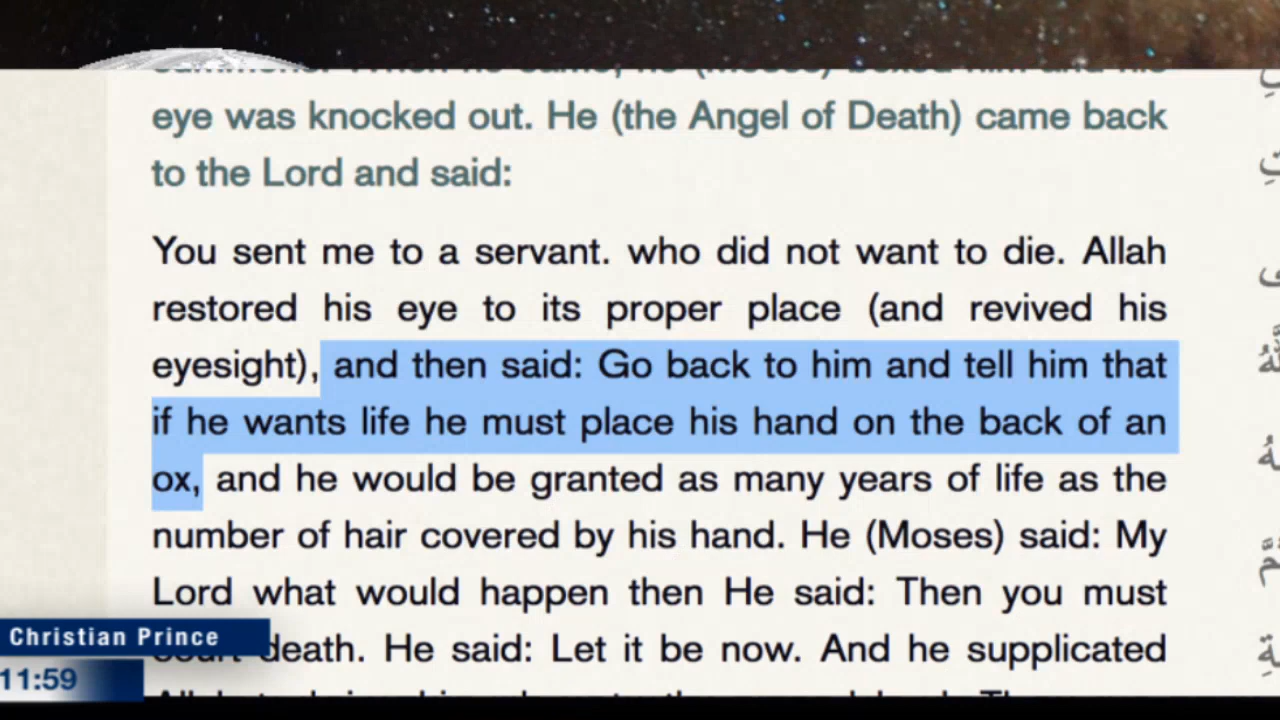 eye was knocked out. He (the Angel of Death) came back
to the Lord and said:
You sent me to a servant. who did not want to die. Allah
restored his eye to its proper place (and revived his
eyesight), and then said: Go back to him and tell him that
if he wants life he must place his hand on the back of an
ox, and he would be granted as many years of life as the
number of hair covered by his hand. He (Moses) said: My
Lord what would happen then He said: Then you must
court death. He said: Let it be now. And he supplicated
Christian Prince
11:59